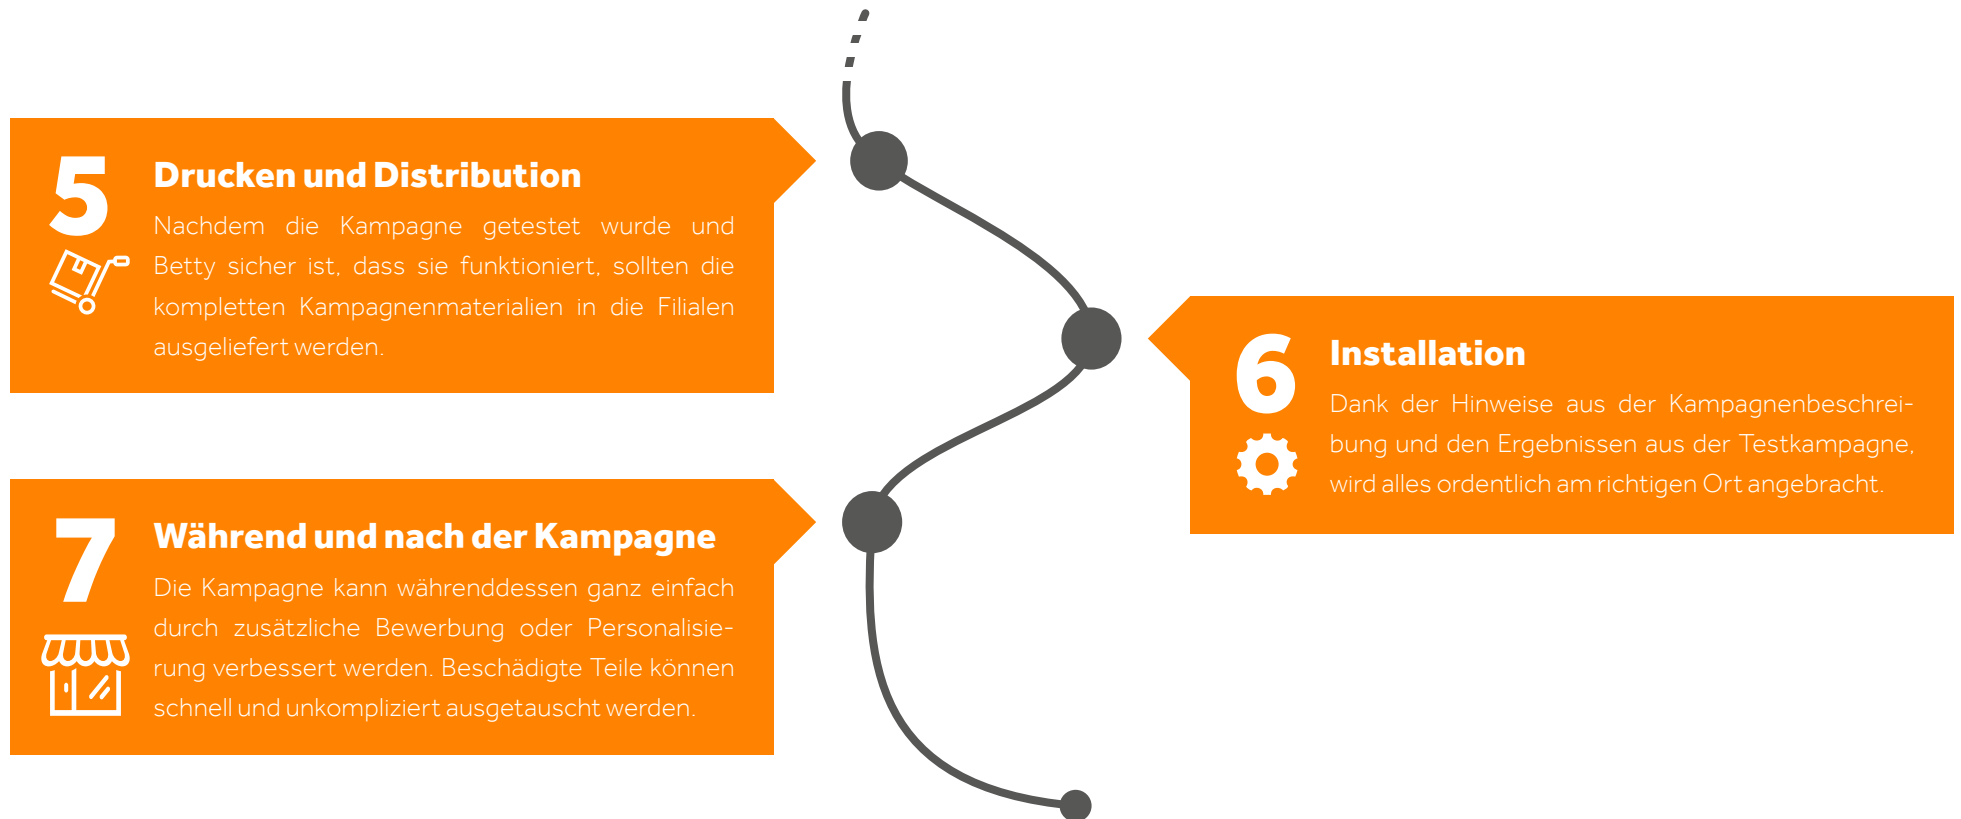 5
Drucken und Distribution
Nachdem die Kampagne getestet wurde und
Betty sicher ist, dass sie funktioniert, sollten die
kompletten Kampagnenmaterialien in die Filialen
ausgeliefert werden.
6
Installation
Dank der Hinweise aus der Kampagnenbeschrei-
bung und den Ergebnissen aus der Testkampagne,
wird alles ordentlich am richtigen Ort angebracht.
7
Während und nach der Kampagne
Die Kampagne kann währenddessen ganz einfach
durch zusätzliche Bewerbung oder Personalisie-
rung verbessert werden. Beschädigte Teile können
schnell und unkompliziert ausgetauscht werden.